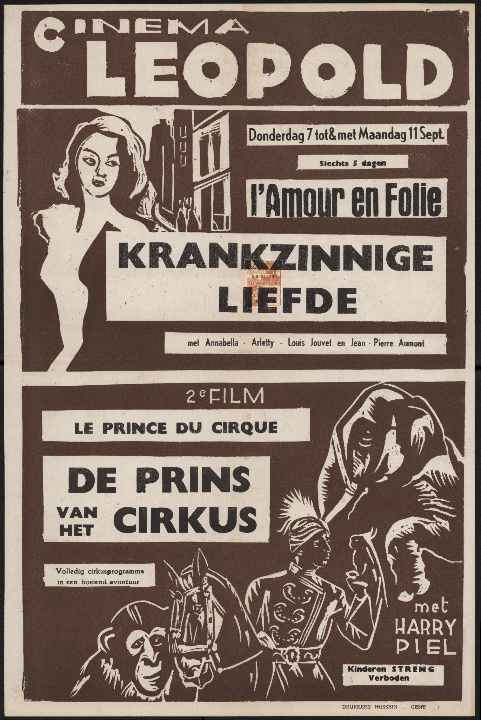 CINEMA
LEOPOLD
Donderdag 7 tot & met Maandag 11 Sept.
Slechts 5 dagen
l'Amour en Folie
KRANKZINNIGE
LIEFDE
met Annabella - Arletty - Louis Jouvet en Jean - Pierre Aumont
2e FILM
LE PRINCE DU CIRQUE
DE PRINS
VAN HET CIRKUS
Volledig cirkusprogramma
in een boeiend avontuur
met
HARRY
PIEL
Kinderen STRENG
Verboden
DRUKKERIJ HUSSEIN GENT